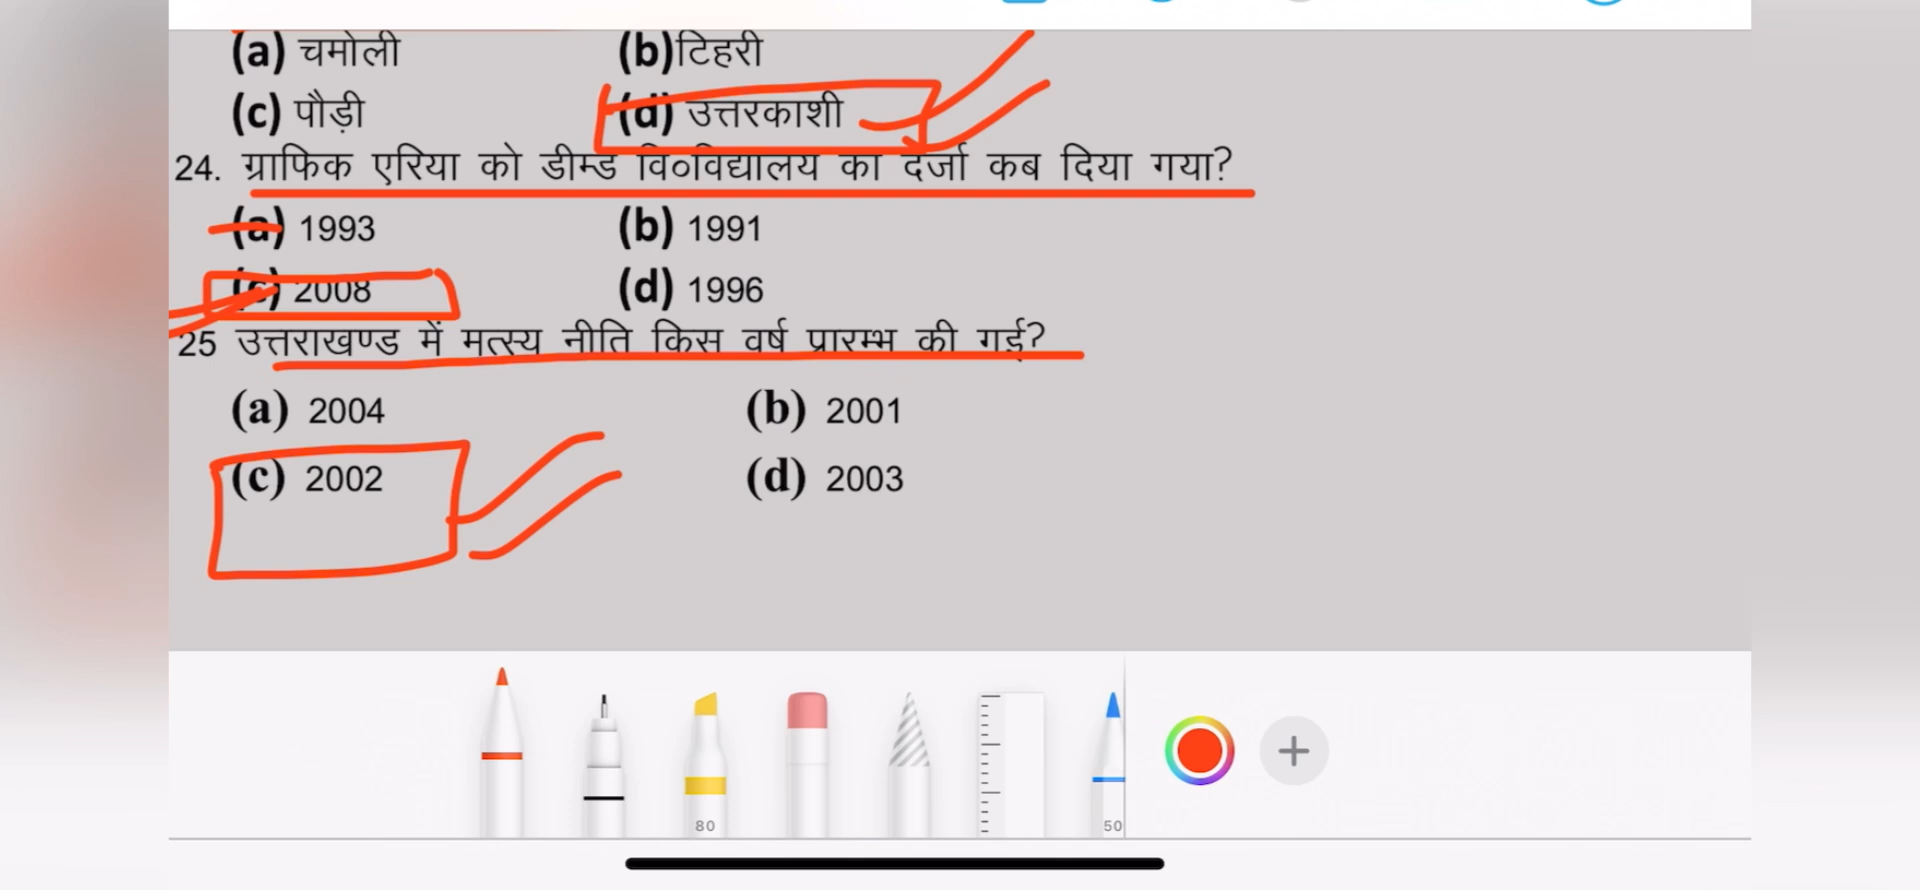 (a) चमोली (b)टिहरी
(c) पौड़ी (d) उत्तरकाशी
24. ग्राफिक एरिया को डीम्ड वि०विद्यालय का दर्जा कब दिया गया?
(a) 1993 (b) 1991
(c) 2008 (d) 1996
25 उत्तराखण्ड में मत्स्य नीति किस वर्ष प्रारम्भ की गई?
(a) 2004 (b) 2001
(c) 2002 (d) 2003
80 50